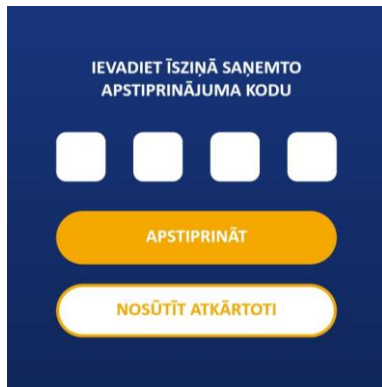 IEVADIET ĪSZIŅĀ SAŅEMTO
APSTIPRINĀJUMA KODU
APSTIPRINĀT
NOSŪTĪT ATKĀRTOTI